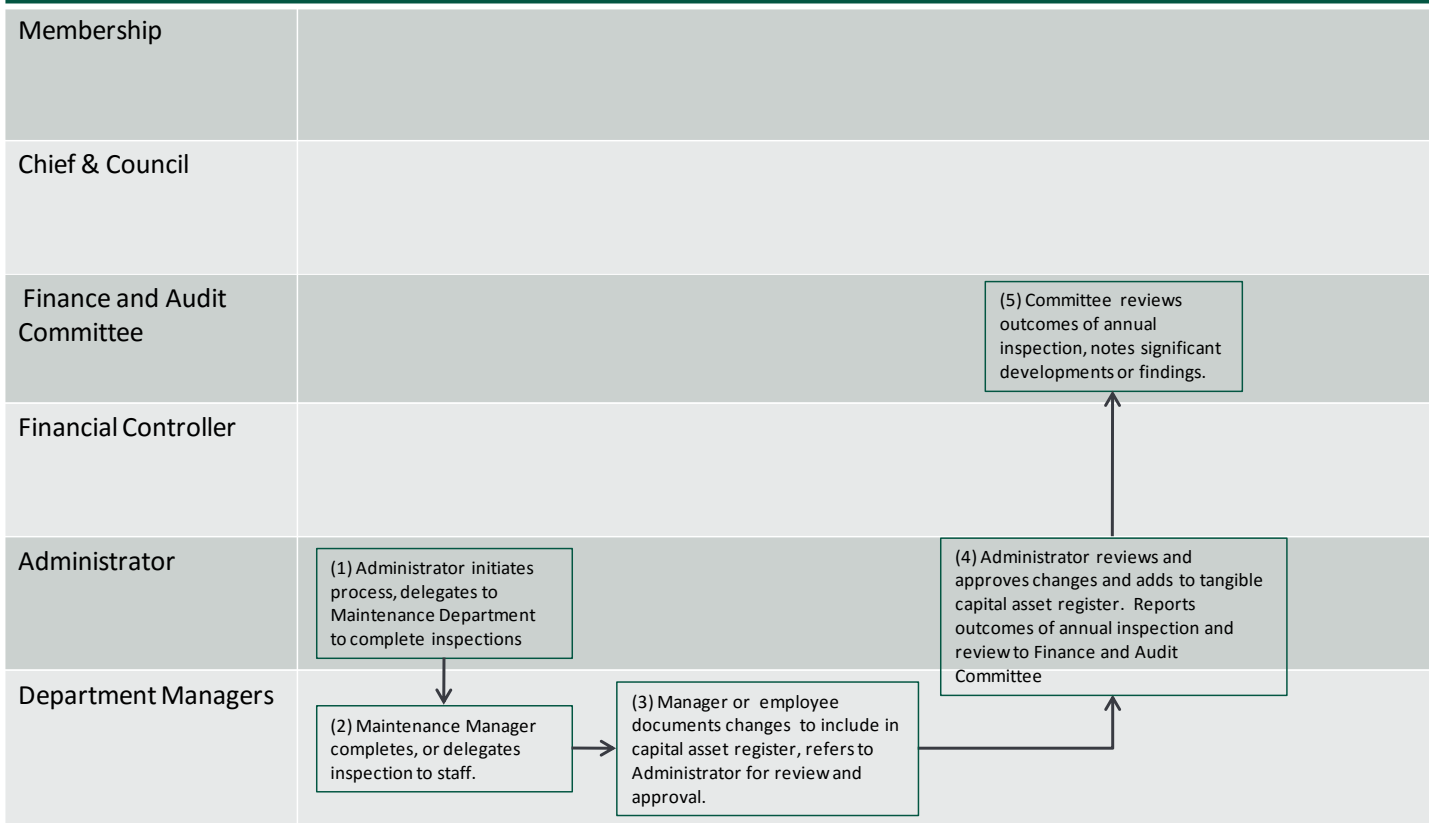 Membership
Chief & Council
Finance and Audit
Committee
(5) Committee reviews
outcomes of annual
inspection, notes significant
developments or findings.
Financial Controller
Administrator
(1) Administrator initiates
process, delegates to
Maintenance Department
to complete inspections
(4) Administrator reviews and
approves changes and adds to tangible
capital asset register. Reports
outcomes of annual inspection and
review to Finance and Audit
Committee
Department Managers
(2) Maintenance Manager
completes, or delegates
inspection to staff.
(3) Manager or employee
documents changes to include in
capital asset register, refers to
Administrator for review and
approval.